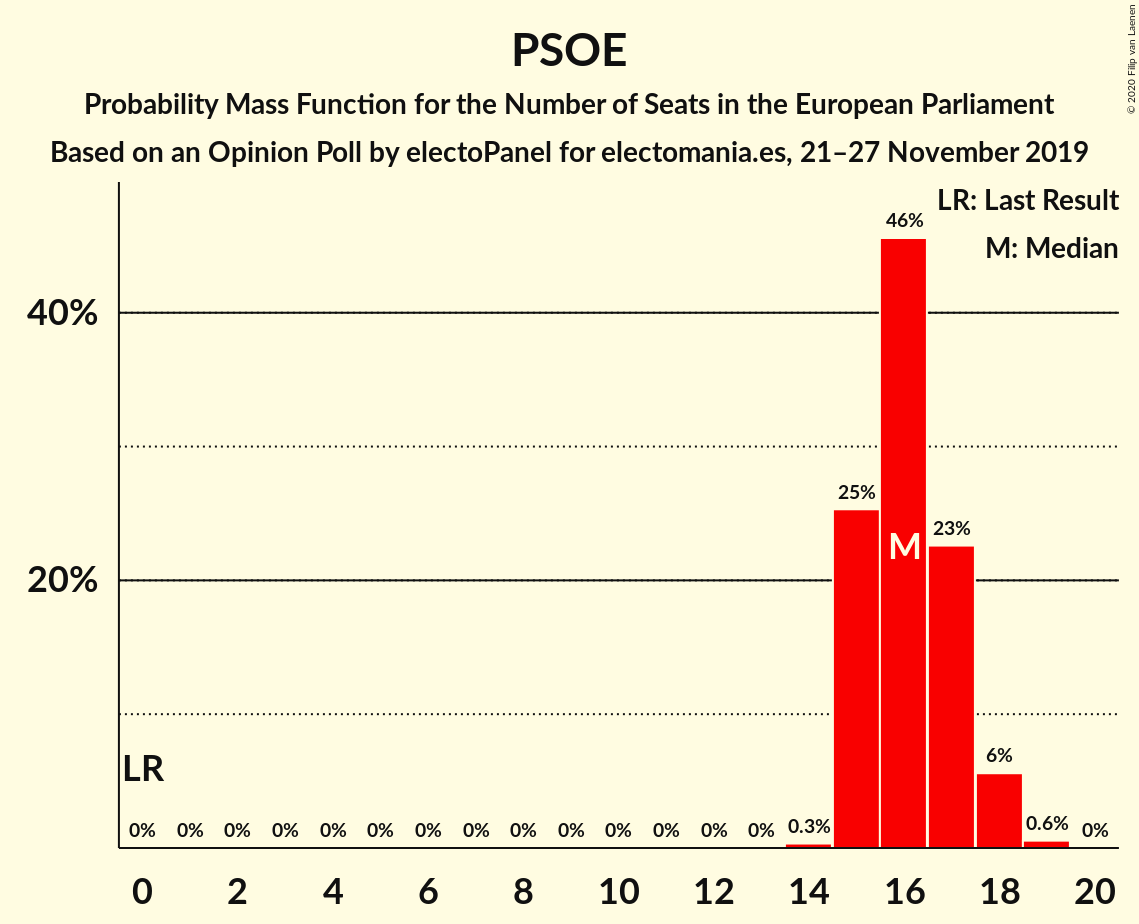 PSOE
Probability Mass Function for the Number of Seats in the European Parliament
Based on an Opinion Poll by electoPanel for electomania.es, 21–27 November 2019
© 2020 Filip van Laenen
LR: Last Result
M: Median
46%
40%
25%
23%
M
20%
6%
LR
0% 0% 0% 0% 0% 0% 0% 0% 0% 0% 0% 0% 0% 0% 0.3% 0.6% 0%
0 2 4 6 8 10 12 14 16 18 20